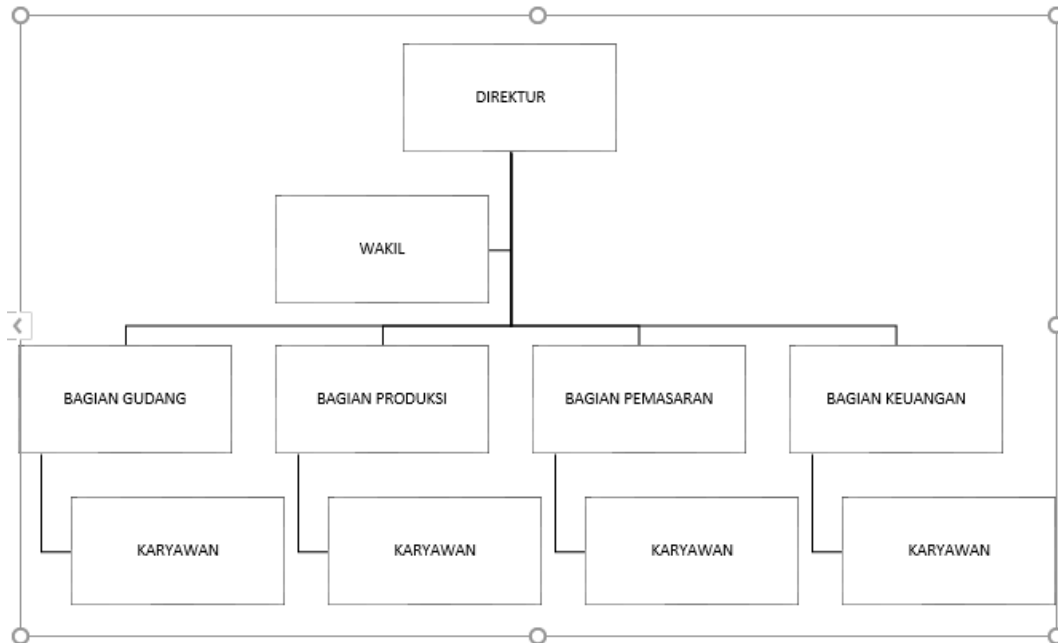 DIREKTUR
WAKIL
BAGIAN GUDANG
BAGIAN PRODUKSI
BAGIAN PEMASARAN
BAGIAN KEUANGAN
KARYAWAN
KARYAWAN
KARYAWAN
KARYAWAN